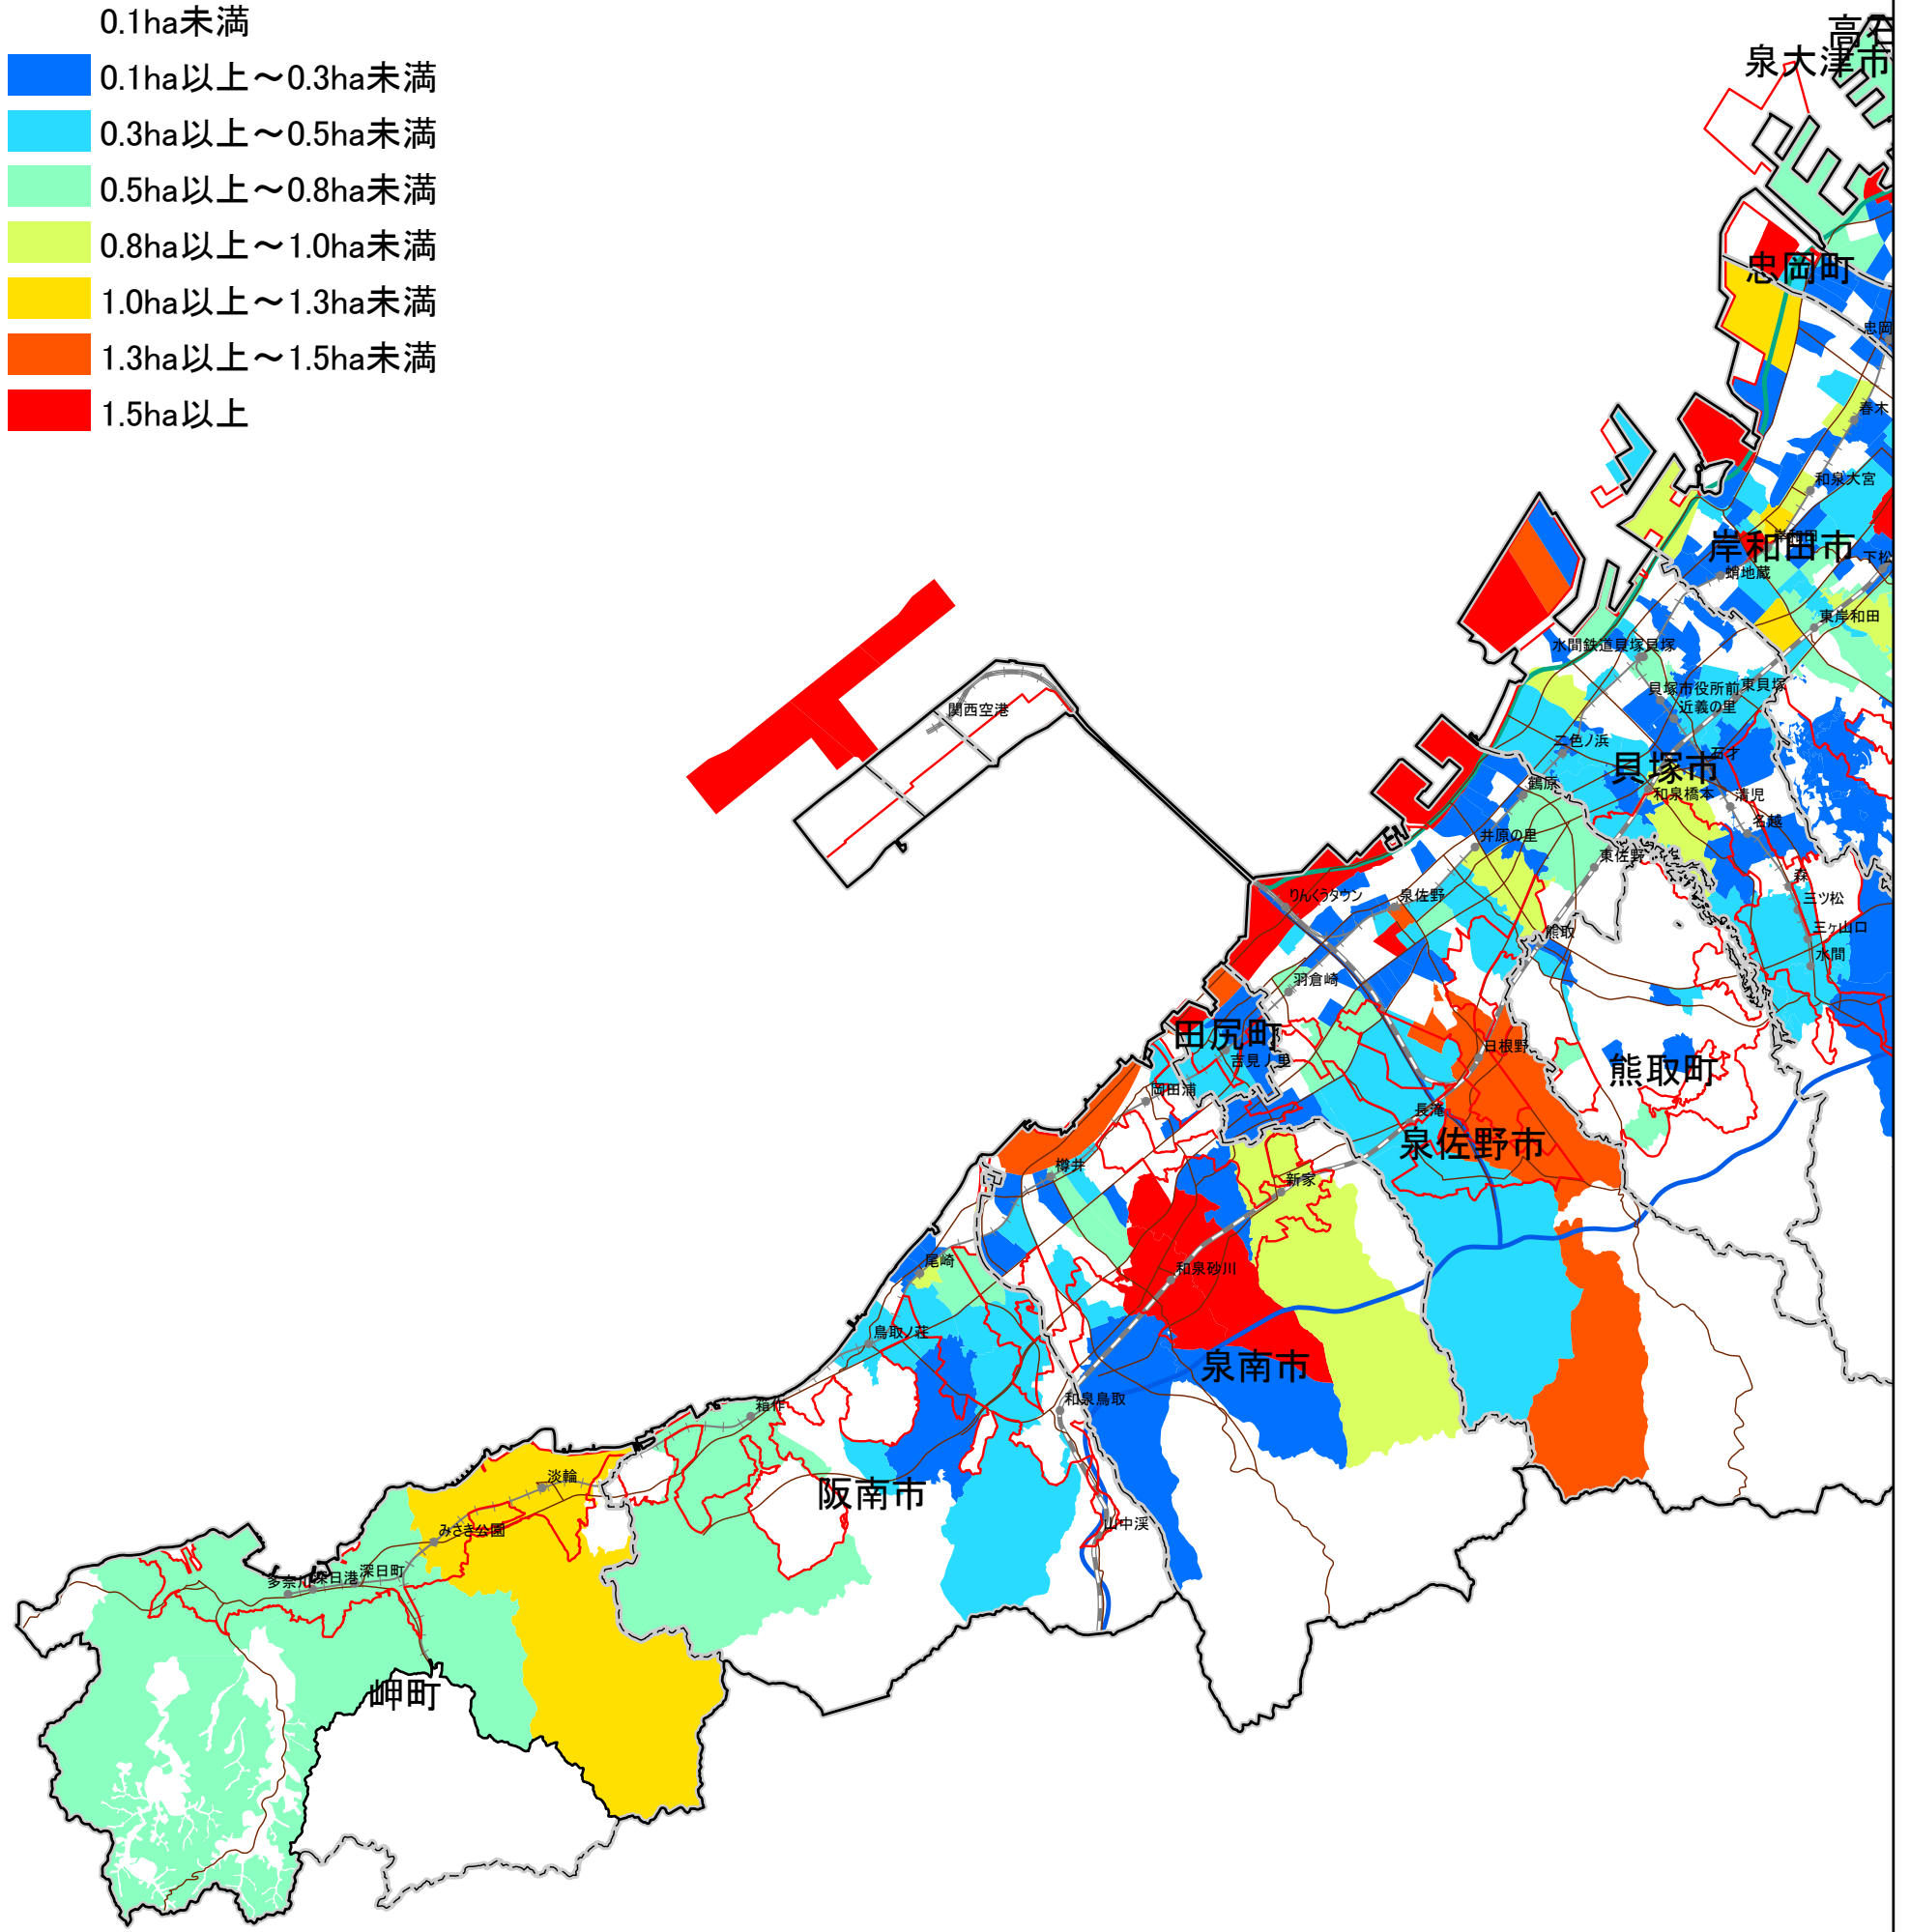 0.1ha未満
0.1ha以上～0.3ha未満
0.3ha以上～0.5ha未満
0.5ha以上～0.8ha未満
0.8ha以上～1.0ha未満
1.0ha以上～1.3ha未満
1.3ha以上～1.5ha未満
1.5ha以上
高石
泉大津市
忠岡町
忠岡
春木
和泉大宮
岸和田
岸和田市
下松
蛸地蔵
東岸和田
水間鉄道貝塚貝塚
貝塚市役所前
東貝塚
近義の里
二色ノ浜
石才
貝塚市
鶴原
和泉橋本
清児
名越
井原の里
東佐野
森
三ツ松
三ヶ山口
水間
関西空港
りんくうタウン
泉佐野
熊取
羽倉崎
田尻町
吉見ノ里
日根野
熊取町
岡田浦
長滝
泉佐野市
樽井
新家
尾崎
和泉砂川
鳥取ノ荘
泉南市
箱作
和泉鳥取
淡輪
阪南市
みさき公園
山中渓
深日町
深日港
多奈川
岬町